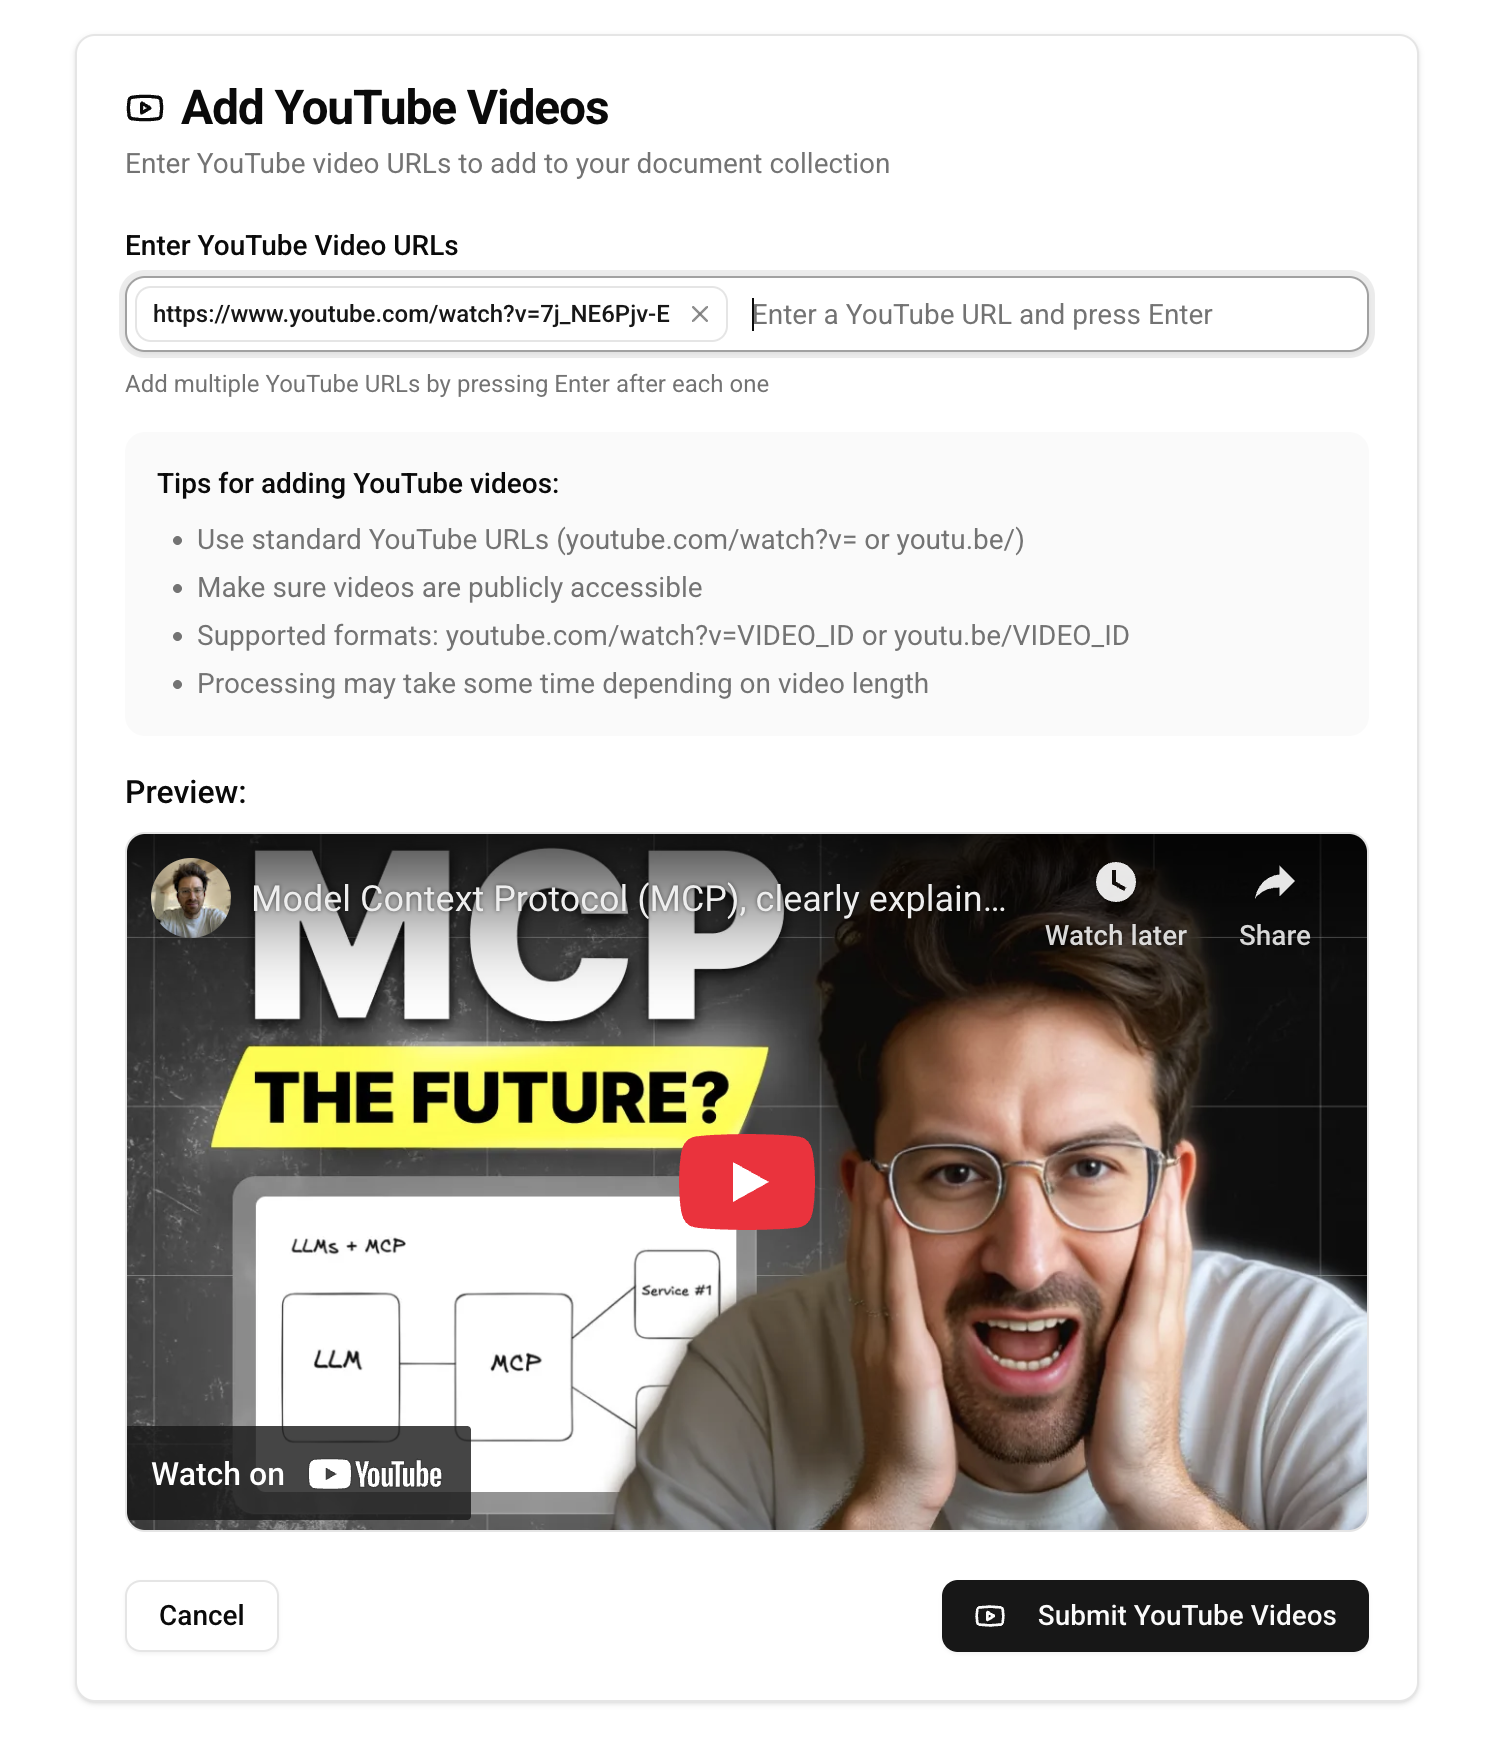 Add YouTube Videos
Enter YouTube video URLs to add to your document collection
Enter YouTube Video URLs
https://www.youtube.com/watch?v=7j_NE6Pjv-E
Enter a YouTube URL and press Enter
Add multiple YouTube URLs by pressing Enter after each one
Tips for adding YouTube videos:
• Use standard YouTube URLs (youtube.com/watch?v= or youtu.be/)
• Make sure videos are publicly accessible
• Supported formats: youtube.com/watch?v=VIDEO_ID or youtu.be/VIDEO_ID
• Processing may take some time depending on video length
Preview:
Model Context Protocol (MCP), clearly explain...
Watch later
Share
MCP
THE FUTURE?
LLMs + MCP
Service #1
LLM
MCP
Watch on YouTube
Cancel
Submit YouTube Videos